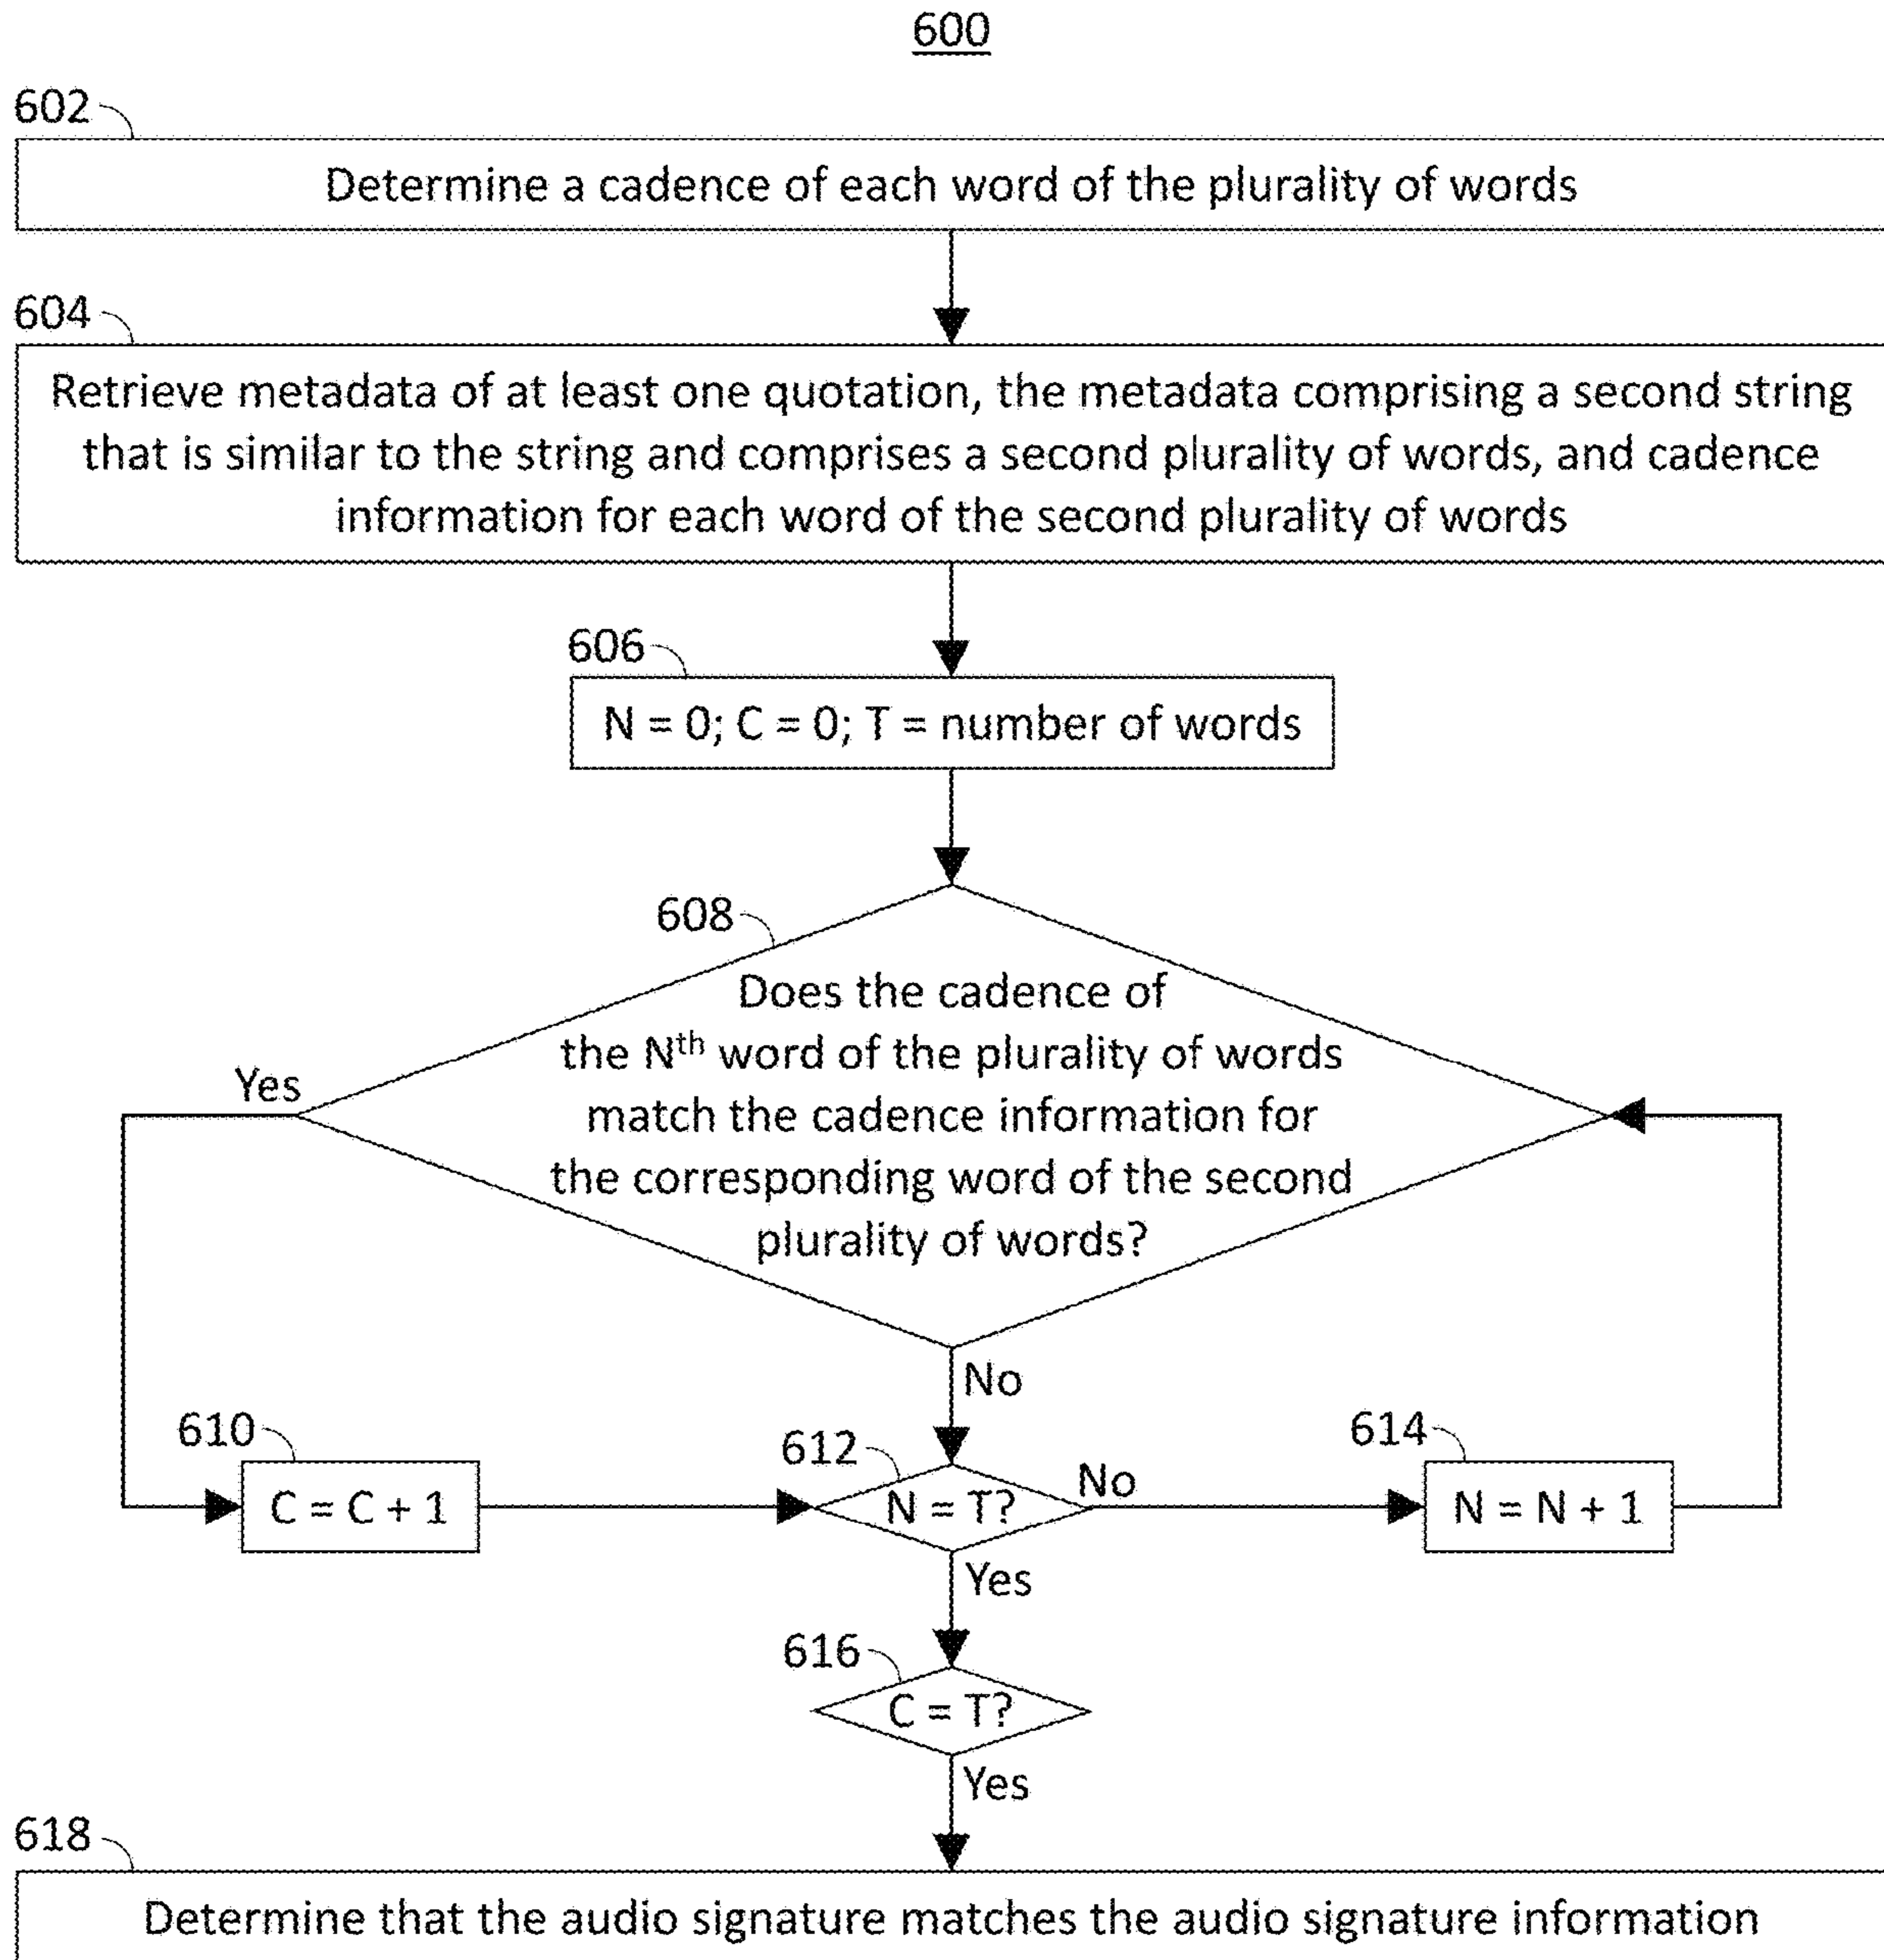 600
602
Determine a cadence of each word of the plurality of words
604
Retrieve metadata of at least one quotation, the metadata comprising a second string
that is similar to the string and comprises a second plurality of words, and cadence
information for each word of the second plurality of words
606
N = 0; C = 0; T = number of words
608
Does the cadence of
the Nth word of the plurality of words
match the cadence information for
the corresponding word of the second
plurality of words?
Yes
No
610
C = C + 1
612
N = T?
No
614
N = N + 1
Yes
616
C = T?
Yes
618
Determine that the audio signature matches the audio signature information